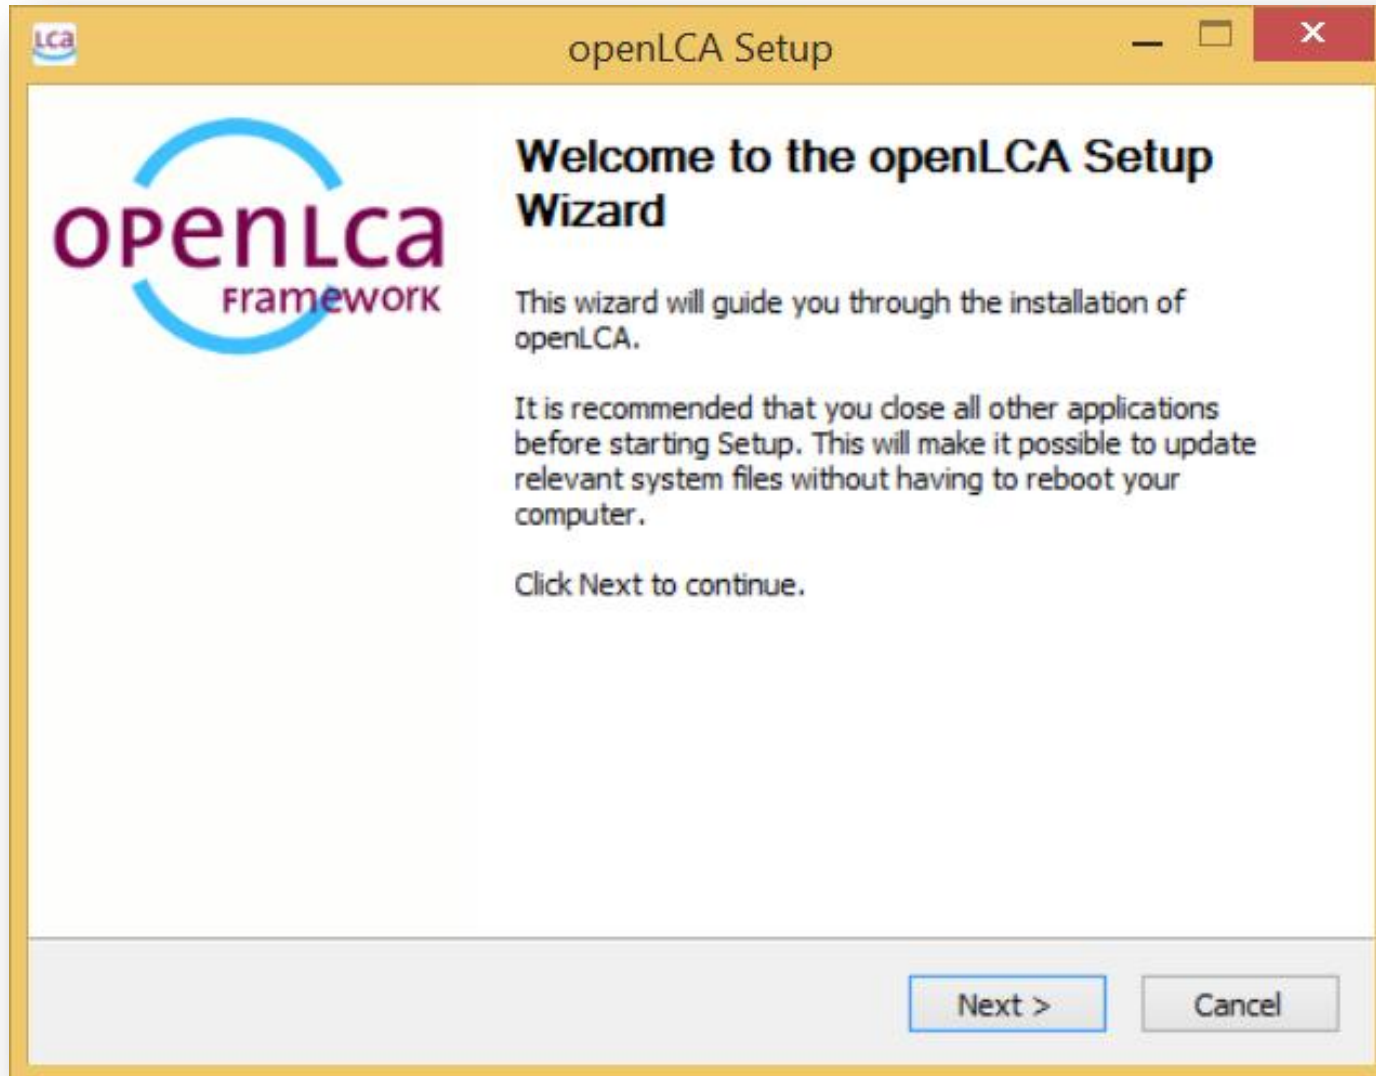 LCa
openLCA Setup
openLca
Framework
Welcome to the openLCA Setup
Wizard
This wizard will guide you through the installation of
openLCA.
It is recommended that you close all other applications
before starting Setup. This will make it possible to update
relevant system files without having to reboot your
computer.
Click Next to continue.
Next >
Cancel